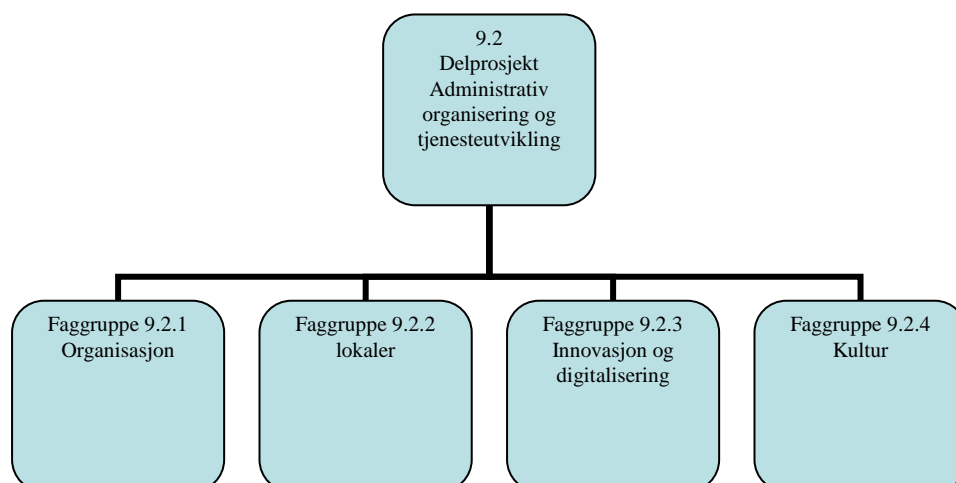 9.2
Delprosjekt
Administrativ
organisering og
tjenesteutvikling
Faggruppe 9.2.1
Organisasjon
Faggruppe 9.2.2
lokaler
Faggruppe 9.2.3
Innovasjon og
digitalisering
Faggruppe 9.2.4
Kultur